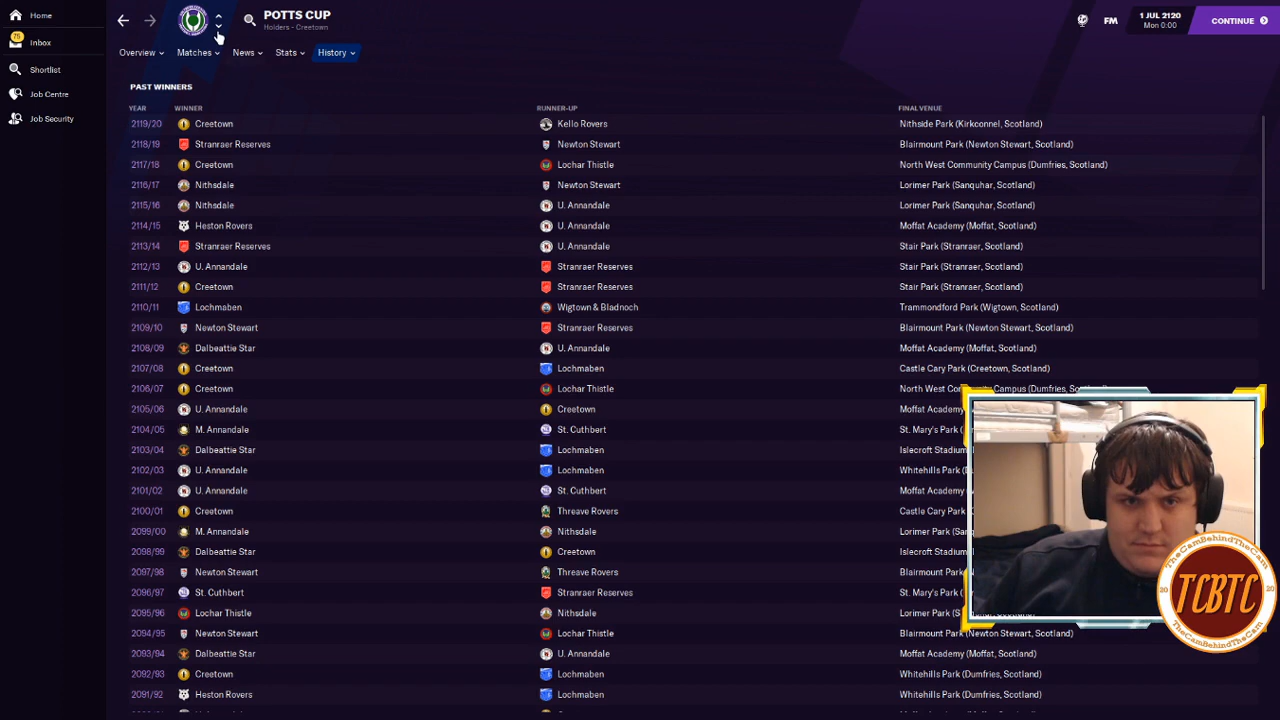 Home
75
Inbox
Shortlist
Job Centre
Job Security
POTTS CUP
Holders - Creetown
FM
1 JUL 2120
Mon 0:00
CONTINUE
Overview
Matches
News
Stats
History
PAST WINNERS
YEAR WINNER RUNNER-UP FINAL VENUE
2119/20 Creetown Kello Rovers Nithside Park (Kirkconnel, Scotland)
2118/19 Stranraer Reserves Newton Stewart Blairmount Park (Newton Stewart, Scotland)
2117/18 Creetown Lochar Thistle North West Community Campus (Dumfries, Scotland)
2116/17 Nithsdale Newton Stewart Lorimer Park (Sanquhar, Scotland)
2115/16 Nithsdale U. Annandale Lorimer Park (Sanquhar, Scotland)
2114/15 Heston Rovers U. Annandale Moffat Academy (Moffat, Scotland)
2113/14 Stranraer Reserves U. Annandale Stair Park (Stranraer, Scotland)
2112/13 U. Annandale Stranraer Reserves Stair Park (Stranraer, Scotland)
2111/12 Creetown Stranraer Reserves Stair Park (Stranraer, Scotland)
2110/11 Lochmaben Wigtown & Bladnoch Trammondford Park (Wigtown, Scotland)
2109/10 Newton Stewart Stranraer Reserves Blairmount Park (Newton Stewart, Scotland)
2108/09 Dalbeattie Star U. Annandale Moffat Academy (Moffat, Scotland)
2107/08 Creetown Lochmaben Castle Cary Park (Creetown, Scotland)
2106/07 Creetown Lochar Thistle North West Community Campus (Dumfries, Scotland)
2105/06 U. Annandale Creetown Moffat Academy
2104/05 M. Annandale St. Cuthbert St. Mary's Park (
2103/04 Dalbeattie Star Lochmaben Islecroft Stadium
2102/03 U. Annandale Lochmaben Whitehills Park
2101/02 U. Annandale St. Cuthbert Moffat Academy
2100/01 Creetown Threave Rovers Castle Cary Park
2099/00 M. Annandale Nithsdale Lorimer Park
2098/99 Dalbeattie Star Creetown Islecroft Stadium
2097/98 Newton Stewart Threave Rovers Blairmount Park
2096/97 St. Cuthbert Stranraer Reserves St. Mary's Park
2095/96 Lochar Thistle Nithsdale Lorimer Park
2094/95 Newton Stewart Lochar Thistle Blairmount Park (Newton Stewart, Scotland)
2093/94 Dalbeattie Star U. Annandale Moffat Academy (Moffat, Scotland)
2092/93 Creetown Lochmaben Whitehills Park (Dumfries, Scotland)
2091/92 Heston Rovers Lochmaben Whitehills Park (Dumfries, Scotland)
TheCamBehindTheCam
20 TCBTC 20
TheCamBehindTheCam